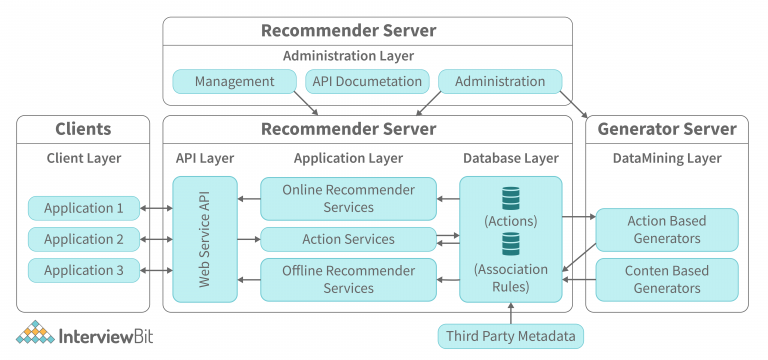 Recommender Server
Administration Layer
Management
API Documetation
Administration
Clients
Client Layer
Application 1
Application 2
Application 3
Recommender Server
API Layer
Application Layer
Database Layer
Web Service API
Online Recommender
Services
Action Services
Offline Recommender
Services
(Actions)
(Association
Rules)
Generator Server
DataMining Layer
Action Based
Generators
Conten Based
Generators
Third Party Metadata
InterviewBit